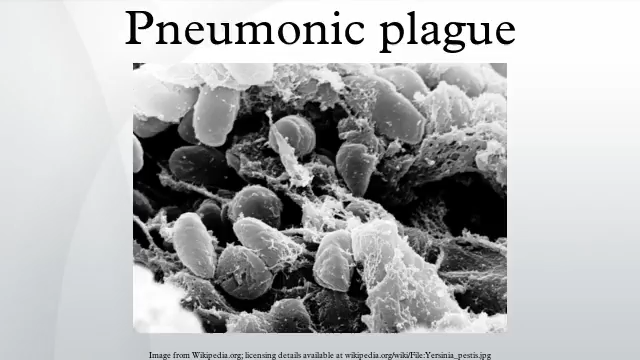 Pneumonic plague
Image from Wikipedia.org; licensing details available at wikipedia.org/wiki/File:Yersinia_pestis.jpg